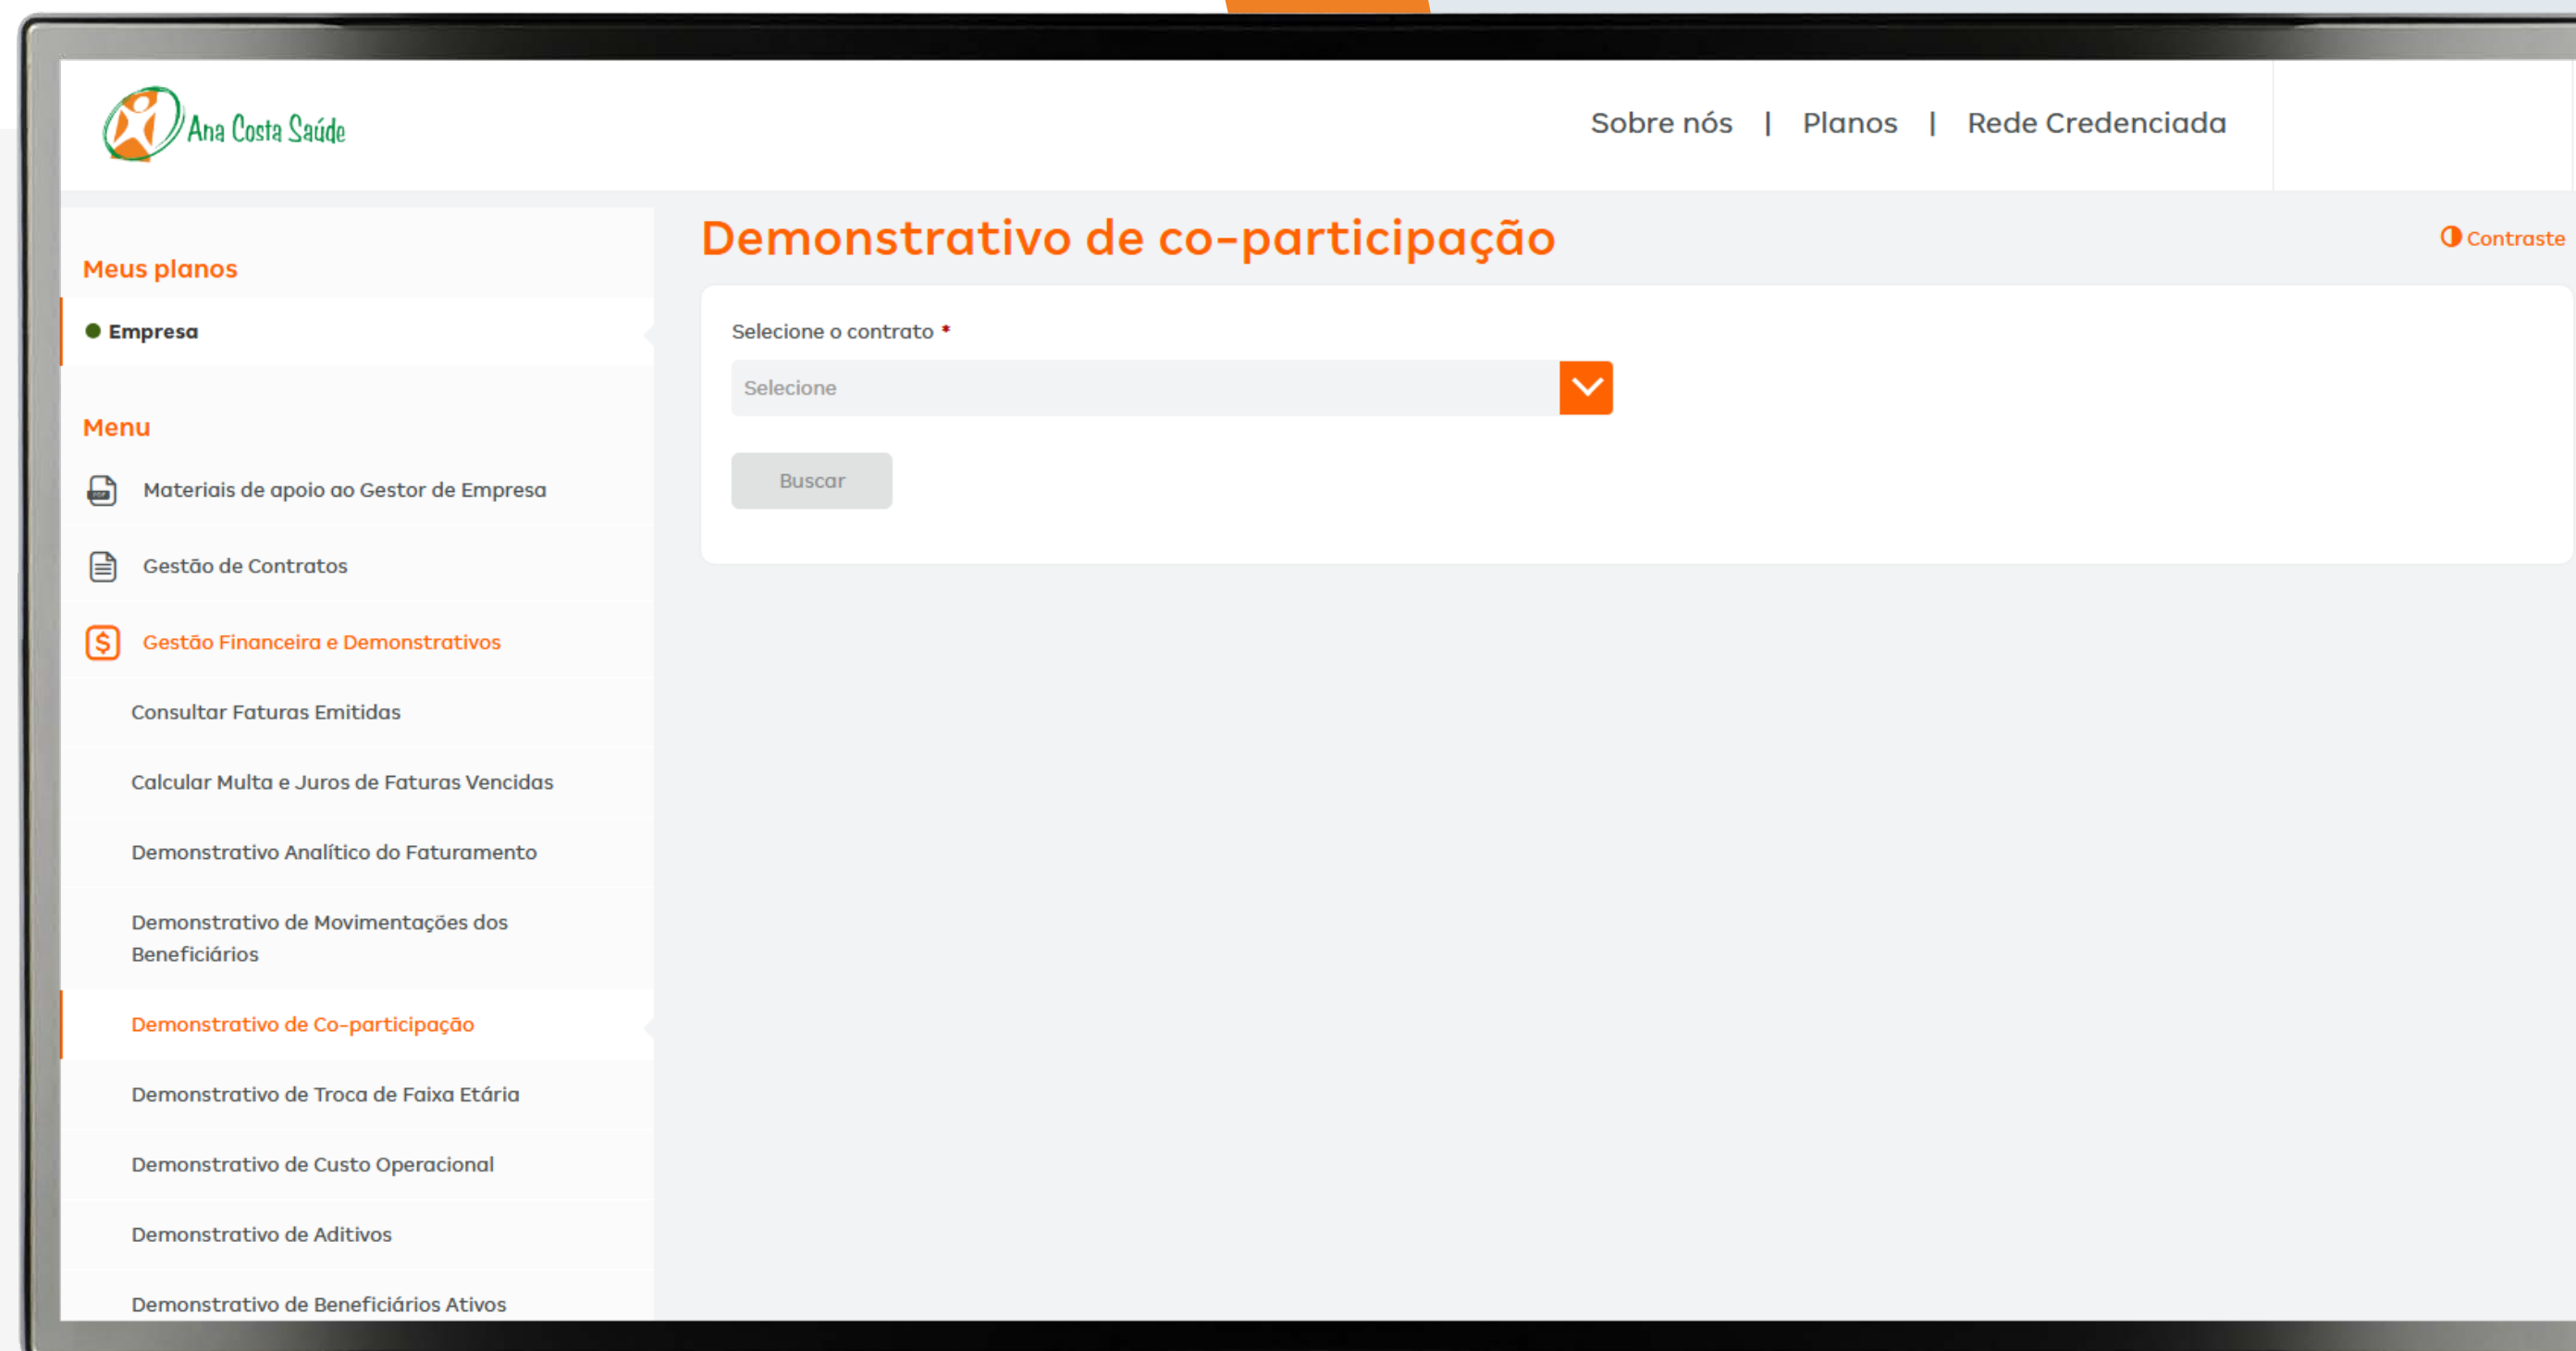 Ana Costa Saúde
Sobre nós | Planos | Rede Credenciada
Demonstrativo de co-participação
Contraste
Meus planos
Empresa
Selecione o contrato *
Selecione
Buscar
Menu
PDF
Materiais de apoio ao Gestor de Empresa
Gestão de Contratos
$
Gestão Financeira e Demonstrativos
Consultar Faturas Emitidas
Calcular Multa e Juros de Faturas Vencidas
Demonstrativo Analítico do Faturamento
Demonstrativo de Movimentações dos
Beneficiários
Demonstrativo de Co-participação
Demonstrativo de Troca de Faixa Etária
Demonstrativo de Custo Operacional
Demonstrativo de Aditivos
Demonstrativo de Beneficiários Ativos